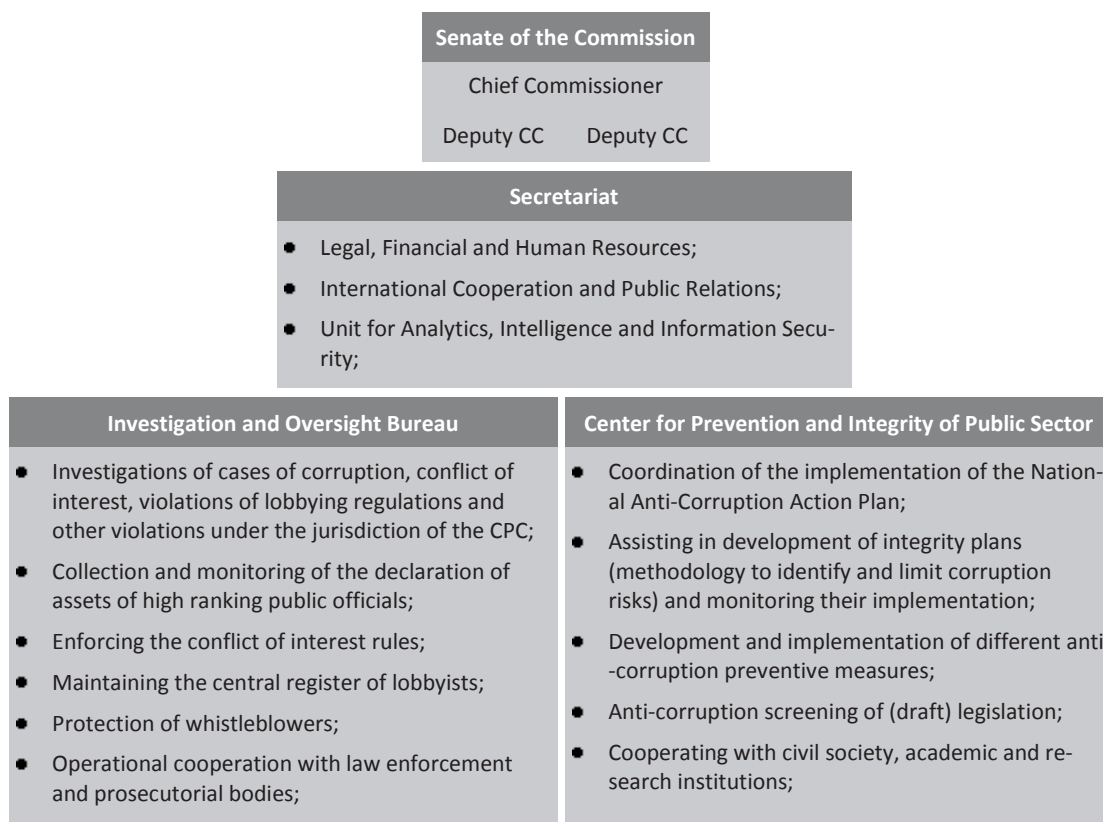 Senate of the Commission
Chief Commissioner
Deputy CC Deputy CC
Secretariat
● Legal, Financial and Human Resources;
● International Cooperation and Public Relations;
● Unit for Analytics, Intelligence and Information Secu-
rity;
Investigation and Oversight Bureau
● Investigations of cases of corruption, conflict of
interest, violations of lobbying regulations and
other violations under the jurisdiction of the CPC;
● Collection and monitoring of the declaration of
assets of high ranking public officials;
● Enforcing the conflict of interest rules;
● Maintaining the central register of lobbyists;
● Protection of whistleblowers;
● Operational cooperation with law enforcement
and prosecutorial bodies;
Center for Prevention and Integrity of Public Sector
● Coordination of the implementation of the Nation-
al Anti-Corruption Action Plan;
● Assisting in development of integrity plans
(methodology to identify and limit corruption
risks) and monitoring their implementation;
● Development and implementation of different anti
-corruption preventive measures;
● Anti-corruption screening of (draft) legislation;
● Cooperating with civil society, academic and re-
search institutions;